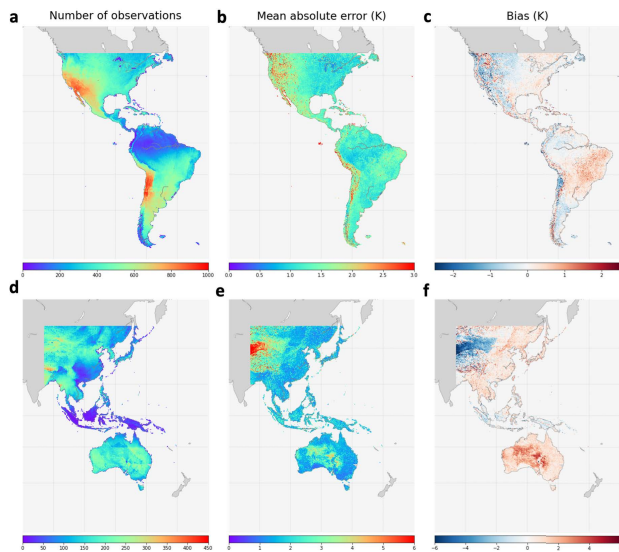 a Number of observations
b Mean absolute error (K)
c Bias (K)
0 200 400 600 800 1000
0.0 0.5 1.0 1.5 2.0 2.5 3.0
−2 −1 0 1 2
d
e
f
0 50 100 150 200 250 300 350 400 450
0 1 2 3 4 5 6
−6 −4 −2 0 2 4